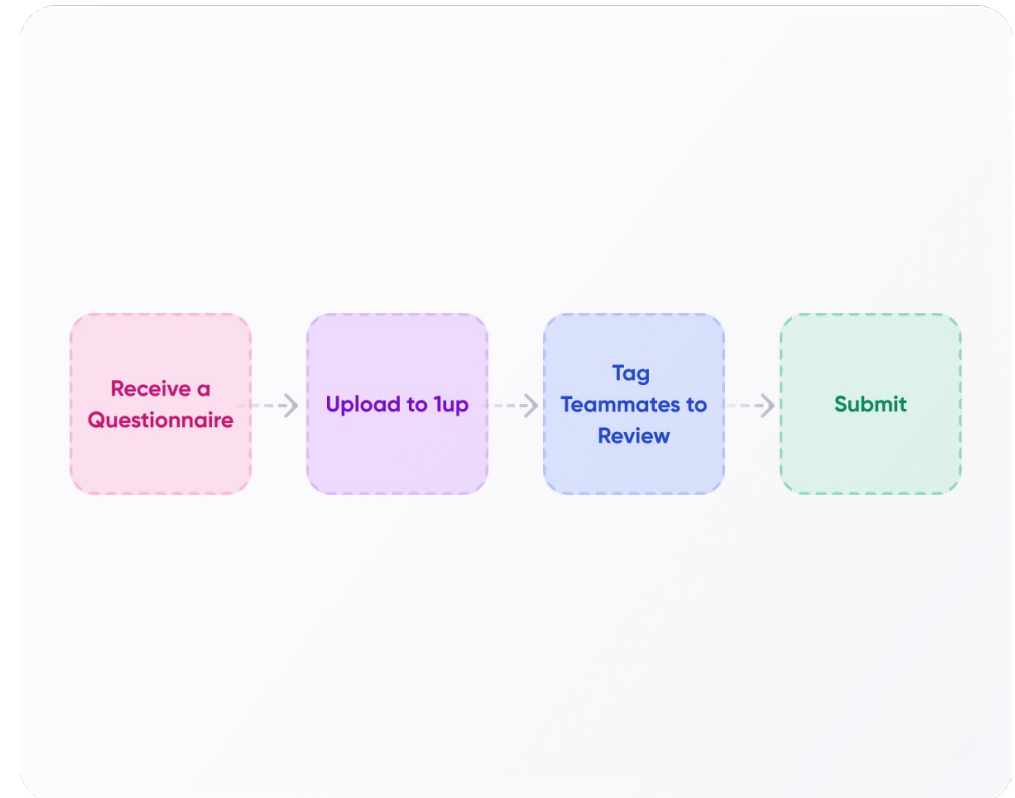 Receive a
Questionnaire
Upload to 1up
Tag
Teammates to
Review
Submit